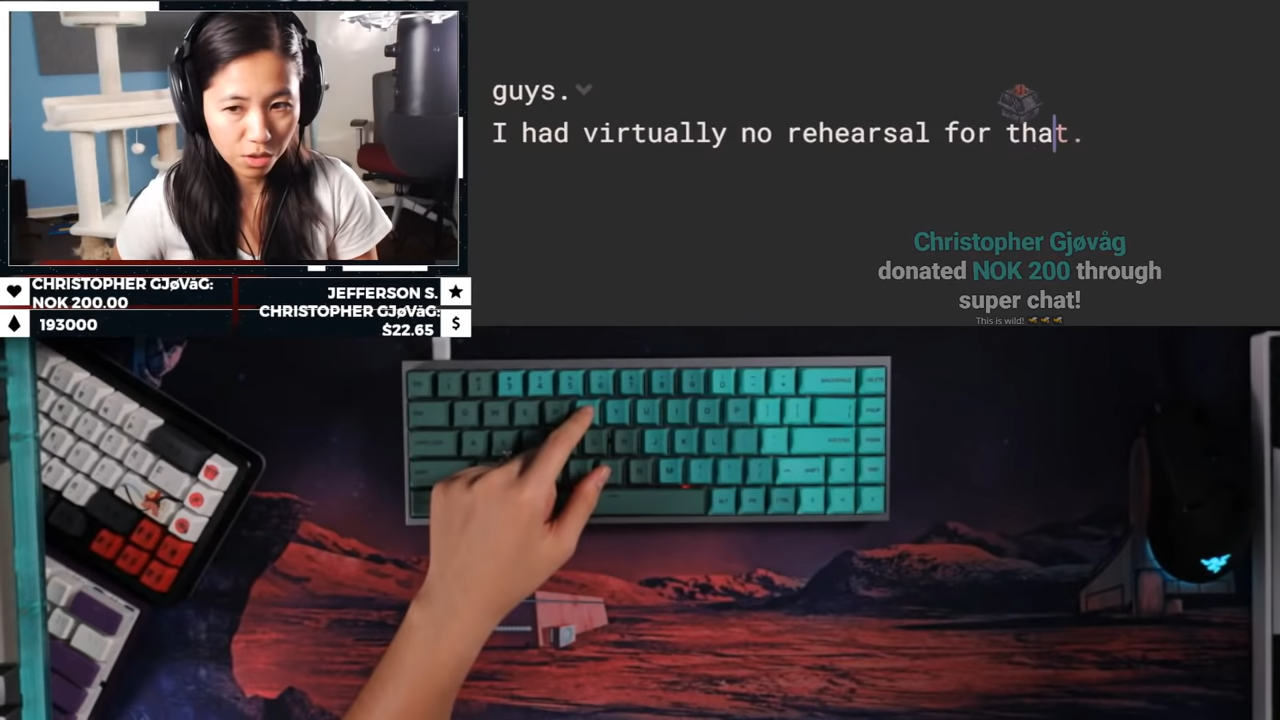 guys.
I had virtually no rehearsal for that.
Christopher Gjøvåg
donated NOK 200 through
super chat!
This is wild!
CHRISTOPHER GJøVåG:
NOK 200.00
JEFFERSON S.
193000
CHRISTOPHER GJøVåG:
$22.65